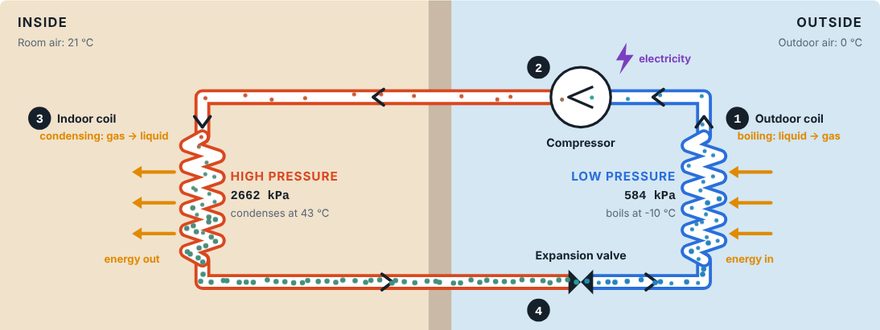 INSIDE
Room air: 21 °C
OUTSIDE
Outdoor air: 0 °C
2
electricity
Compressor
3 Indoor coil
condensing: gas → liquid
1 Outdoor coil
boiling: liquid → gas
HIGH PRESSURE
2662 kPa
condenses at 43 °C
LOW PRESSURE
584 kPa
boils at -10 °C
energy out
energy in
Expansion valve
4